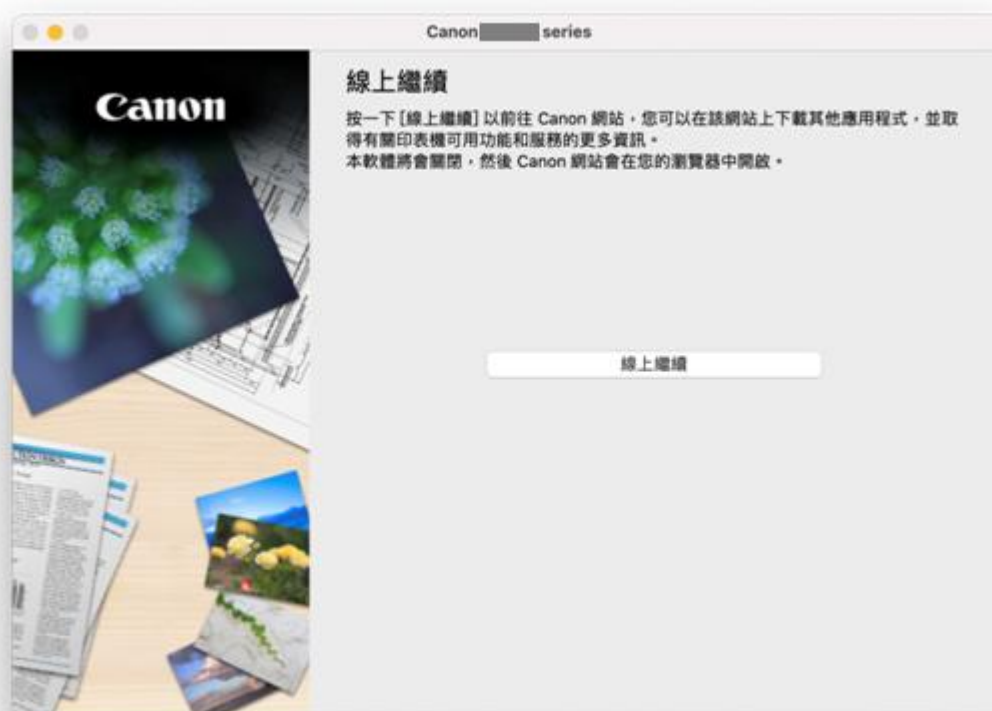 Canon series
Canon
線上繼續
按一下 [線上繼續] 以前往 Canon 網站，您可以在該網站上下載其他應用程式，並取
得有關印表機可用功能和服務的更多資訊。
本軟體將會關閉，然後 Canon 網站會在您的瀏覽器中開啟。
線上繼續